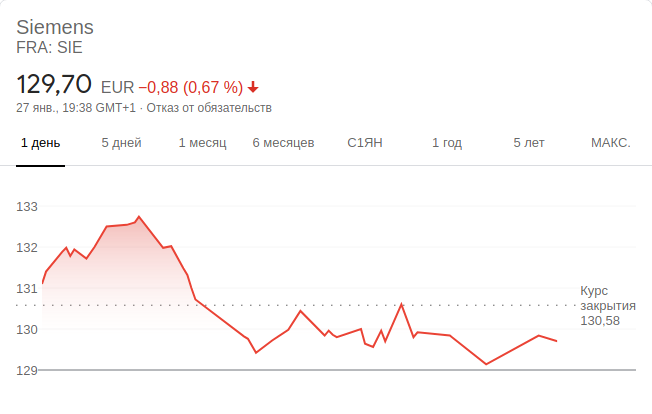 Siemens
FRA: SIE
129,70 EUR −0,88 (0,67 %)
27 янв., 19:38 GMT+1 · Отказ от обязательств
1 день 5 дней 1 месяц 6 месяцев С1ЯН 1 год 5 лет МАКС.
133
132
131
Курс
закрытия
130,58
130
129